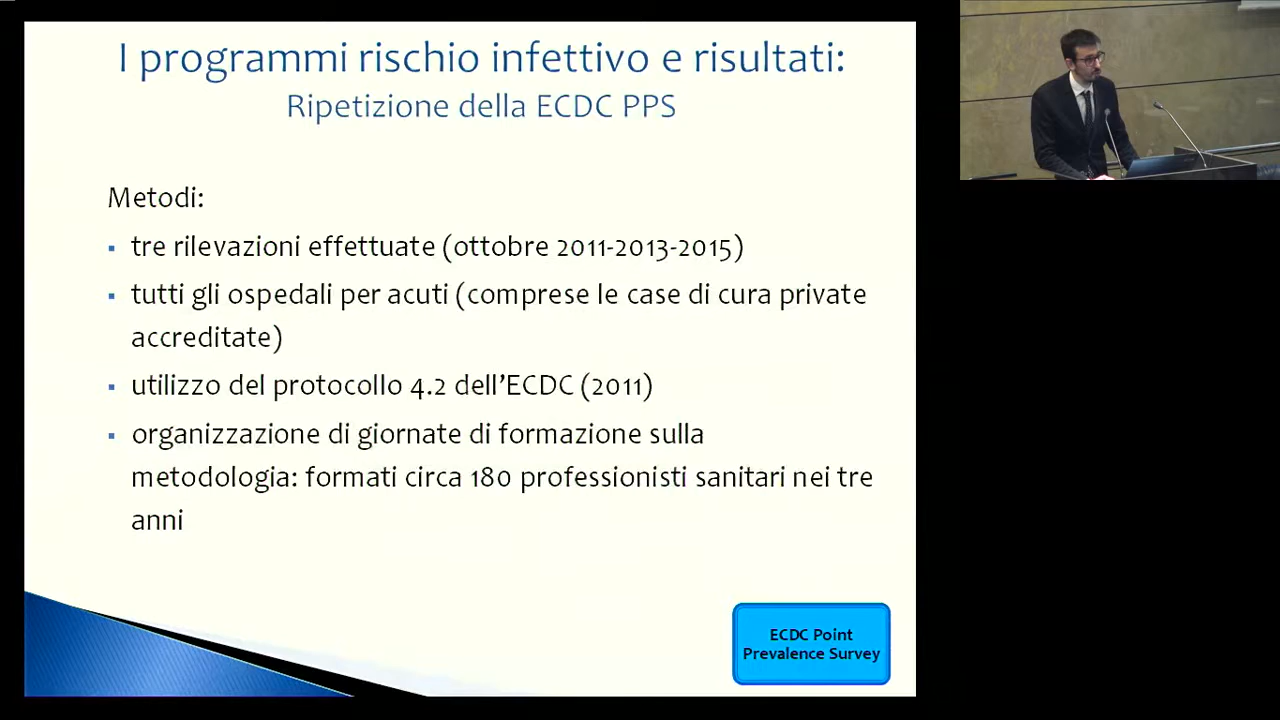 I programmi rischio infettivo e risultati:
Ripetizione della ECDC PPS
Metodi:
▪ tre rilevazioni effettuate (ottobre 2011-2013-2015)
▪ tutti gli ospedali per acuti (comprese le case di cura private
accreditate)
▪ utilizzo del protocollo 4.2 dell’ECDC (2011)
▪ organizzazione di giornate di formazione sulla
metodologia: formati circa 180 professionisti sanitari nei tre
anni
ECDC Point
Prevalence Survey